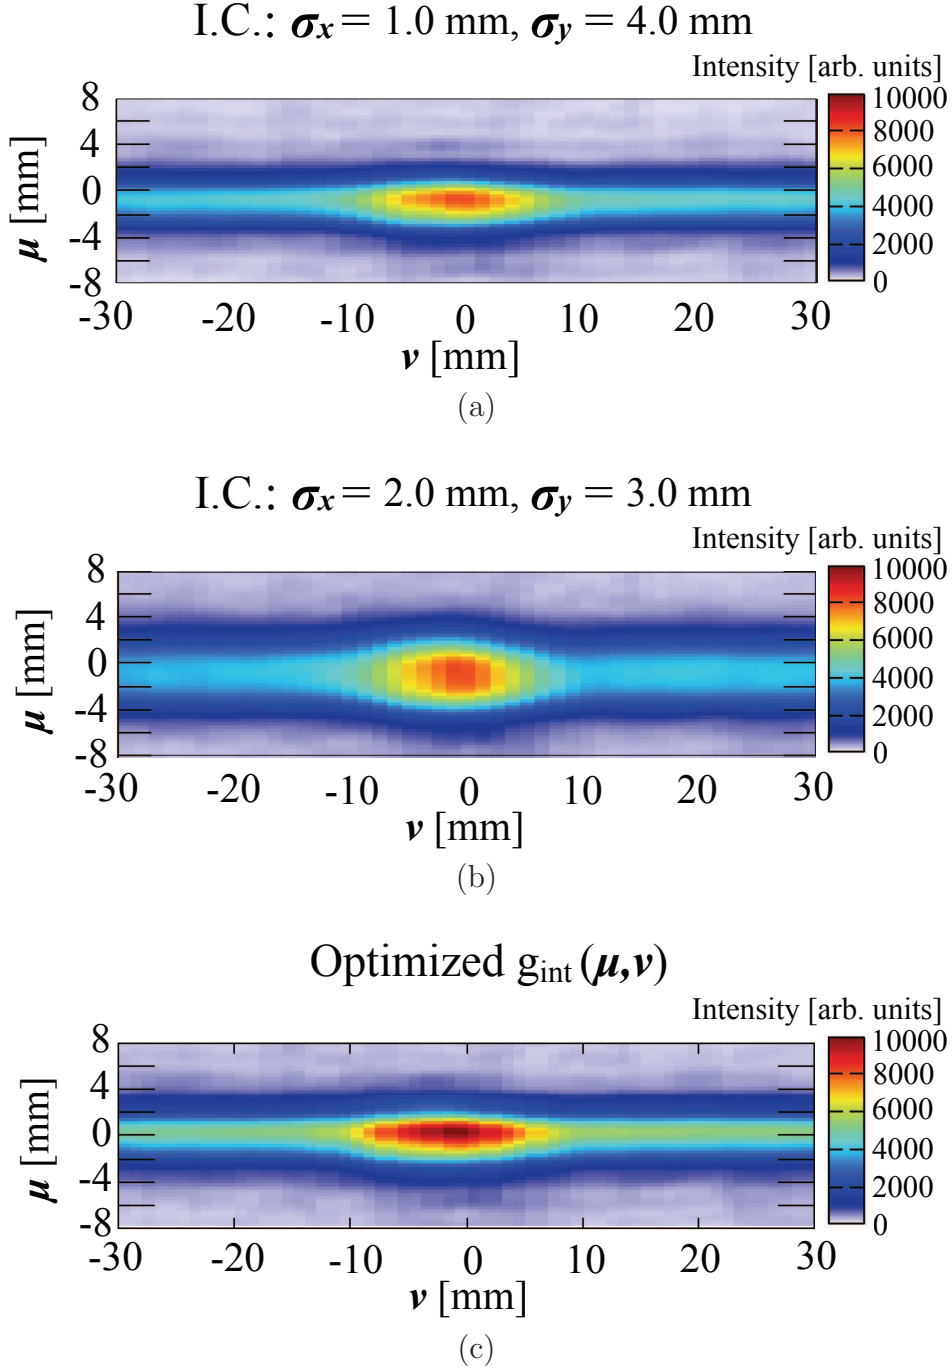 I.C.: σx = 1.0 mm, σy = 4.0 mm
Intensity [arb. units]
8
4
0
-4
-8
μ [mm]
10000
8000
6000
4000
2000
0
-30 -20 -10 0 10 20 30
ν [mm]
(a)
I.C.: σx = 2.0 mm, σy = 3.0 mm
Intensity [arb. units]
8
4
0
-4
-8
μ [mm]
10000
8000
6000
4000
2000
0
-30 -20 -10 0 10 20 30
ν [mm]
(b)
Optimized gint (μ,ν)
Intensity [arb. units]
8
4
0
-4
-8
μ [mm]
10000
8000
6000
4000
2000
0
-30 -20 -10 0 10 20 30
ν [mm]
(c)